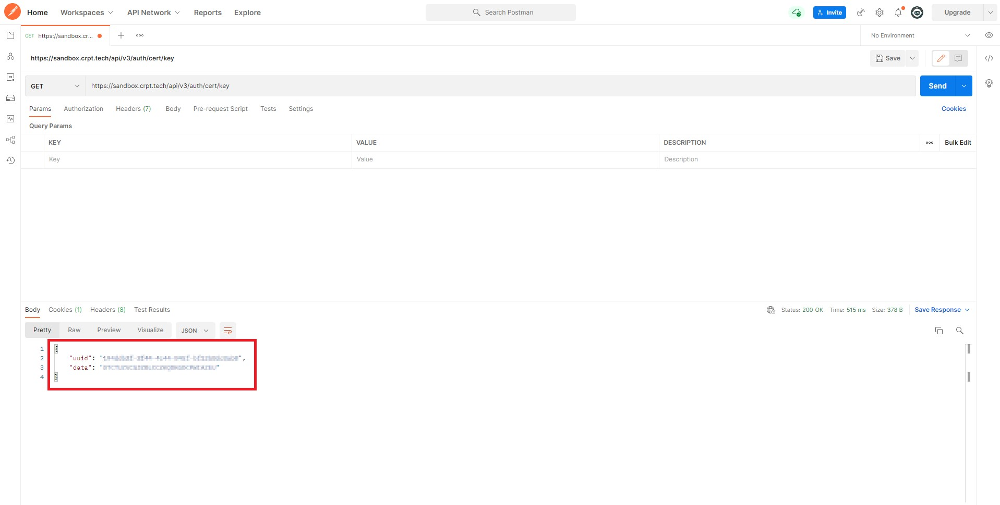 Home Workspaces API Network Reports Explore Search Postman Invite Upgrade
GET https://sandbox.cr... No Environment
https://sandbox.crpt.tech/api/v3/auth/cert/key Save
GET https://sandbox.crpt.tech/api/v3/auth/cert/key Send
Params Authorization Headers (7) Body Pre-request Script Tests Settings Cookies
Query Params
KEY VALUE DESCRIPTION Bulk Edit
Key Value Description
Body Cookies (1) Headers (8) Test Results Status: 200 OK Time: 515 ms Size: 378 B Save Response
Pretty Raw Preview Visualize JSON
1 {
2 "uuid": "",
3 "data": ""
4 }